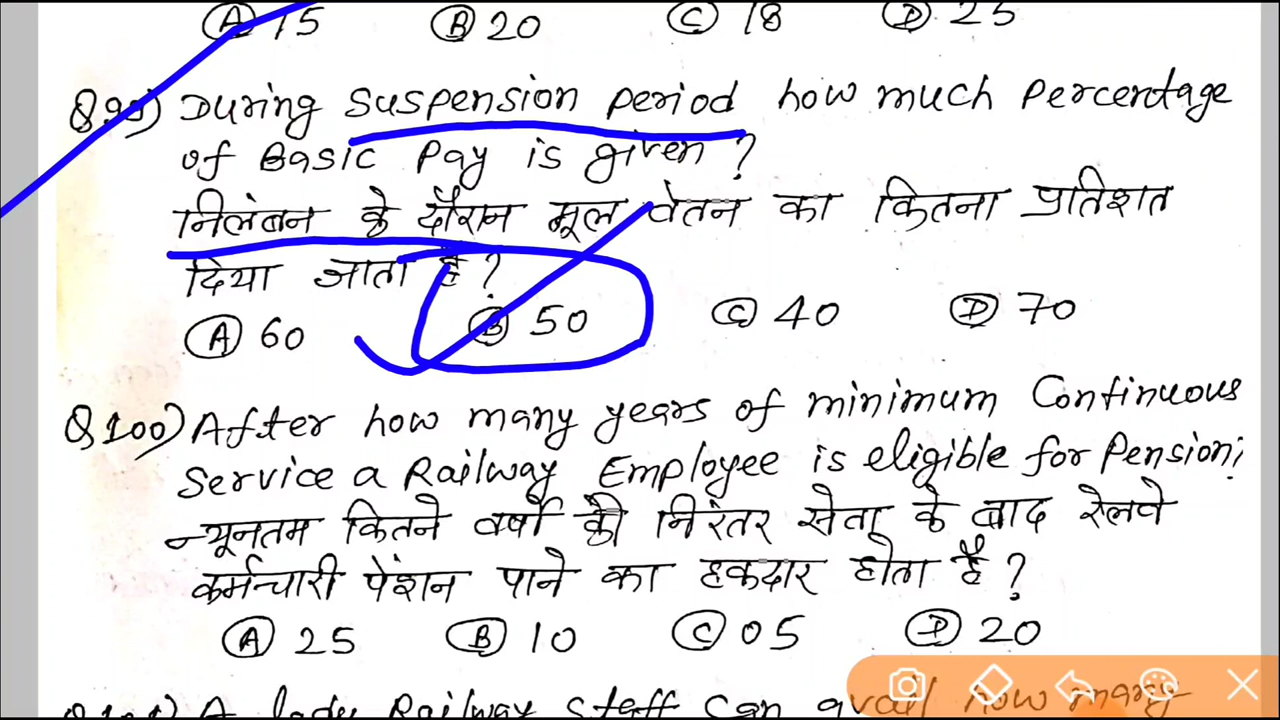 (A) 15 (B) 20 (C) 18 (D) 25
Q99) During Suspension period how much percentage
of Basic Pay is given?
निलंबन के दौरान मूल वेतन का कितना प्रतिशत
दिया जाता है?
(A) 60 (B) 50 (C) 40 (D) 70
Q100) After how many years of minimum Continuous
Service a Railway Employee is eligible for Pension;
न्यूनतम कितने वर्षों की निरंतर सेवा के बाद रेलवे
कर्मचारी पेंशन पाने का हकदार होता है?
(A) 25 (B) 10 (C) 05 (D) 20
A lady Railway Staff Can avail how many